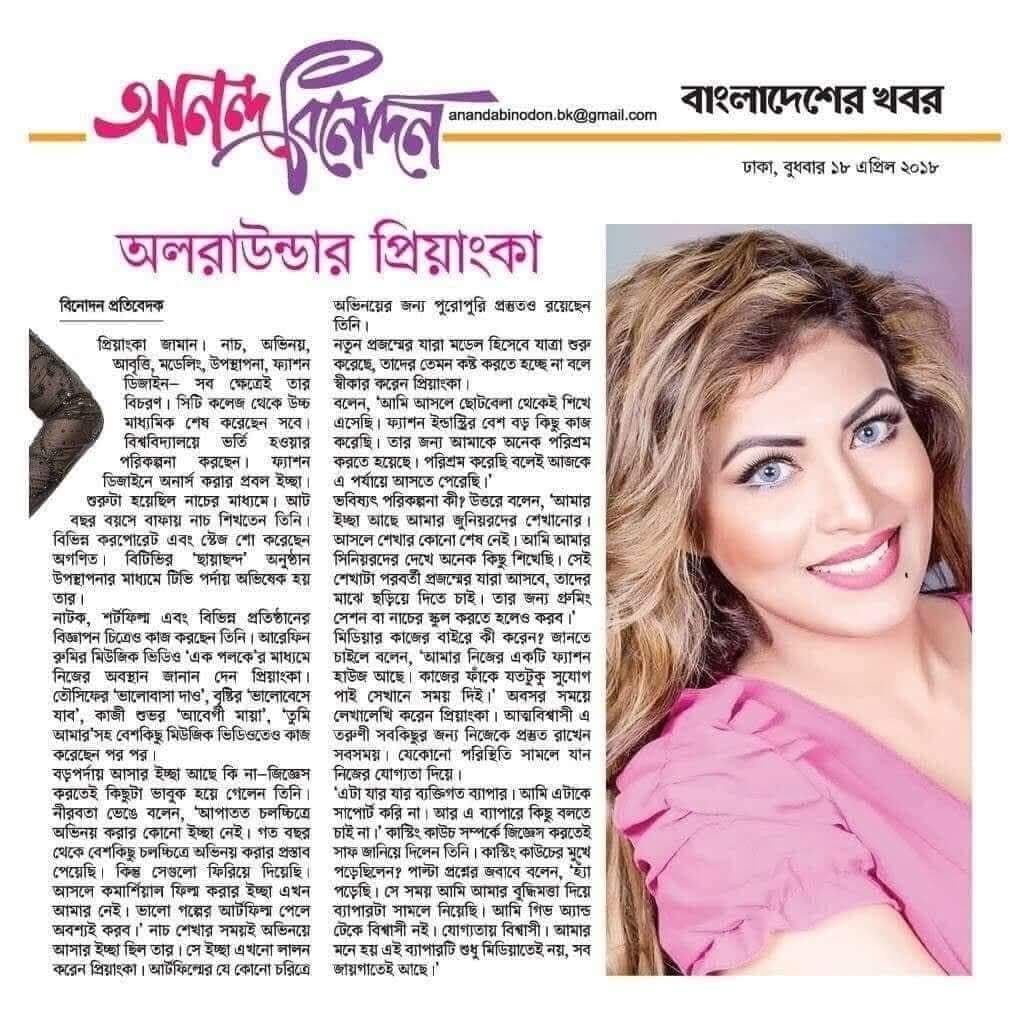 আনন্দ বিনোদন
anandabinodon.bk@gmail.com
বাংলাদেশের খবর
ঢাকা, বুধবার ১৮ এপ্রিল ২০১৮
অলরাউন্ডার প্রিয়াংকা
বিনোদন প্রতিবেদক
প্রিয়াংকা জামান। নাচ, অভিনয়,
আবৃত্তি, মডেলিং, উপস্থাপনা, ফ্যাশন
ডিজাইন– সব ক্ষেত্রেই তার
বিচরণ। সিটি কলেজ থেকে উচ্চ
মাধ্যমিক শেষ করেছেন সবে।
বিশ্ববিদ্যালয়ে ভর্তি হওয়ার
পরিকল্পনা করছেন। ফ্যাশন
ডিজাইনে অনার্স করার প্রবল ইচ্ছা।
শুরুটা হয়েছিল নাচের মাধ্যমে। আট
বছর বয়সে বাফায় নাচ শিখতেন তিনি।
বিভিন্ন করপোরেট এবং স্টেজ শো করেছেন
অগণিত। বিটিভির ‘ছায়াছন্দ’ অনুষ্ঠান
উপস্থাপনার মাধ্যমে টিভি পর্দায় অভিষেক হয়
তার।
নাটক, শর্টফিল্ম এবং বিভিন্ন প্রতিষ্ঠানের
বিজ্ঞাপন চিত্রেও কাজ করছেন তিনি। আরেফিন
রুমির মিউজিক ভিডিও ‘এক পলকে’র মাধ্যমে
নিজের অবস্থান জানান দেন প্রিয়াংকা।
তৌসিফের ‘ভালোবাসা দাও’, বৃষ্টির ‘ভালোবেসে
যাব’, কাজী শুভর ‘আবেগী মায়া’, ‘তুমি
আমার’সহ বেশকিছু মিউজিক ভিডিওতেও কাজ
করেছেন পর পর।
বড়পর্দায় আসার ইচ্ছা আছে কি না–জিজ্ঞেস
করতেই কিছুটা ভাবুক হয়ে গেলেন তিনি।
নীরবতা ভেঙে বলেন, ‘আপাতত চলচ্চিত্রে
অভিনয় করার কোনো ইচ্ছা নেই। গত বছর
থেকে বেশকিছু চলচ্চিত্রে অভিনয় করার প্রস্তাব
পেয়েছি। কিন্তু সেগুলো ফিরিয়ে দিয়েছি।
আসলে কমার্শিয়াল ফিল্ম করার ইচ্ছা এখন
আমার নেই। ভালো গল্পের আর্টফিল্ম পেলে
অবশ্যই করব।’ নাচ শেখার সময়ই অভিনয়ে
আসার ইচ্ছা ছিল তার। সে ইচ্ছা এখনো লালন
করেন প্রিয়াংকা। আর্টফিল্মের যে কোনো চরিত্রে
অভিনয়ের জন্য পুরোপুরি প্রস্তুতও রয়েছেন
তিনি।
নতুন প্রজন্মের যারা মডেল হিসেবে যাত্রা শুরু
করেছে, তাদের তেমন কষ্ট করতে হচ্ছে না বলে
স্বীকার করেন প্রিয়াংকা।
বলেন, ‘আমি আসলে ছোটবেলা থেকেই শিখে
এসেছি। ফ্যাশন ইন্ডাস্ট্রির বেশ বড় কিছু কাজ
করেছি। তার জন্য আমাকে অনেক পরিশ্রম
করতে হয়েছে। পরিশ্রম করেছি বলেই আজকে
এ পর্যায়ে আসতে পেরেছি।’
ভবিষ্যৎ পরিকল্পনা কী? উত্তরে বলেন, ‘আমার
ইচ্ছা আছে আমার জুনিয়রদের শেখানোর।
আসলে শেখার কোনো শেষ নেই। আমি আমার
সিনিয়রদের দেখে অনেক কিছু শিখেছি। সেই
শেখাটা পরবর্তী প্রজন্মের যারা আসবে, তাদের
মাঝে ছড়িয়ে দিতে চাই। তার জন্য গ্রুমিং
সেশন বা নাচের স্কুল করতে হলেও করব।’
মিডিয়ার কাজের বাইরে কী করেন? জানতে
চাইলে বলেন, ‘আমার নিজের একটি ফ্যাশন
হাউজ আছে। কাজের ফাঁকে যতটুকু সুযোগ
পাই সেখানে সময় দিই।’ অবসর সময়ে
লেখালেখি করেন প্রিয়াংকা। আত্মবিশ্বাসী এ
তরুণী সবকিছুর জন্য নিজেকে প্রস্তুত রাখেন
সবসময়। যেকোনো পরিস্থিতি সামলে যান
নিজের যোগ্যতা দিয়ে।
‘এটা যার যার ব্যক্তিগত ব্যাপার। আমি এটাকে
সাপোর্ট করি না। আর এ ব্যাপারে কিছু বলতে
চাই না।’ কাস্টিং কাউচ সম্পর্কে জিজ্ঞেস করতেই
সাফ জানিয়ে দিলেন তিনি। কাস্টিং কাউচের মুখে
পড়েছিলেন? পাল্টা প্রশ্নের জবাবে বলেন, ‘হ্যাঁ
পড়েছি। সে সময় আমি আমার বুদ্ধিমত্তা দিয়ে
ব্যাপারটা সামলে নিয়েছি। আমি গিভ অ্যান্ড
টেকে বিশ্বাসী নই। যোগ্যতায় বিশ্বাসী। আমার
মনে হয় এই ব্যাপারটি শুধু মিডিয়াতেই নয়, সব
জায়গাতেই আছে।’